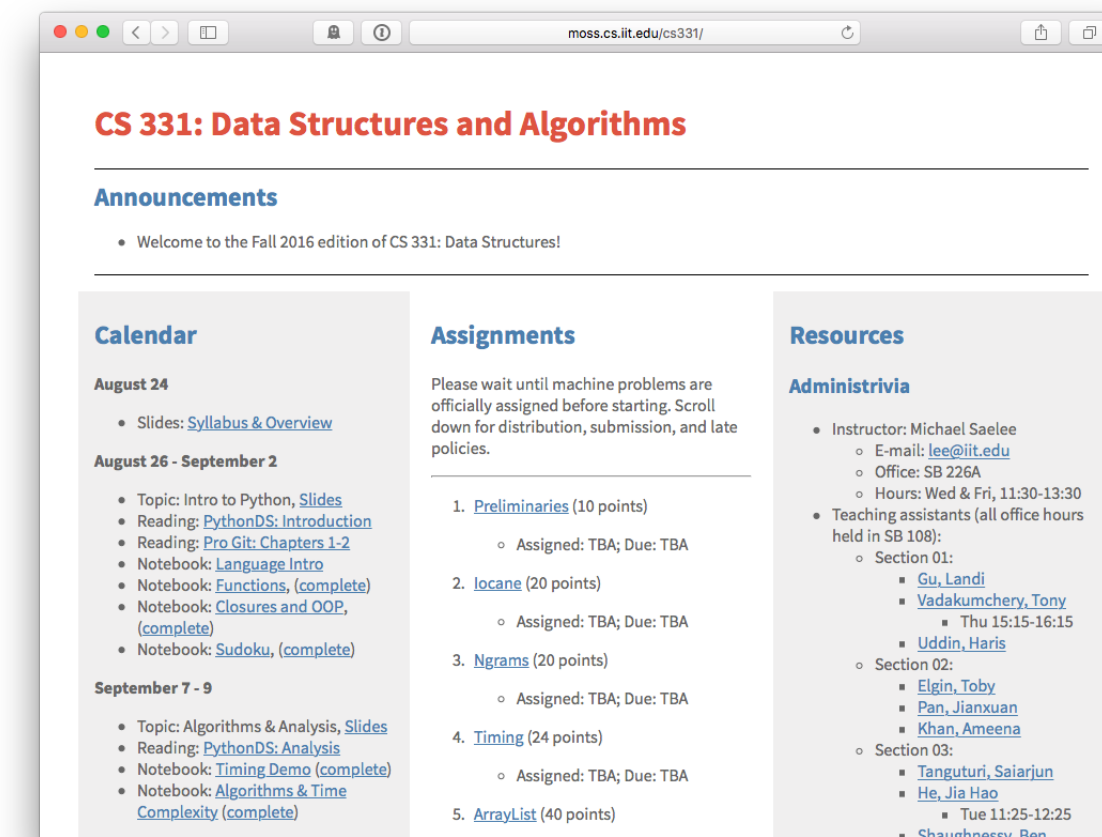 moss.cs.iit.edu/cs331/
CS 331: Data Structures and Algorithms
Announcements
• Welcome to the Fall 2016 edition of CS 331: Data Structures!
Calendar
August 24
• Slides: Syllabus & Overview
August 26 - September 2
• Topic: Intro to Python, Slides
• Reading: PythonDS: Introduction
• Reading: Pro Git: Chapters 1-2
• Notebook: Language Intro
• Notebook: Functions, (complete)
• Notebook: Closures and OOP,
(complete)
• Notebook: Sudoku, (complete)
September 7 - 9
• Topic: Algorithms & Analysis, Slides
• Reading: PythonDS: Analysis
• Notebook: Timing Demo (complete)
• Notebook: Algorithms & Time
Complexity (complete)
Assignments
Please wait until machine problems are
officially assigned before starting. Scroll
down for distribution, submission, and late
policies.
1. Preliminaries (10 points)
◦ Assigned: TBA; Due: TBA
2. Iocane (20 points)
◦ Assigned: TBA; Due: TBA
3. Ngrams (20 points)
◦ Assigned: TBA; Due: TBA
4. Timing (24 points)
◦ Assigned: TBA; Due: TBA
5. ArrayList (40 points)
Resources
Administrivia
• Instructor: Michael Saelee
◦ E-mail: lee@iit.edu
◦ Office: SB 226A
◦ Hours: Wed & Fri, 11:30-13:30
• Teaching assistants (all office hours
held in SB 108):
◦ Section 01:
▪ Gu, Landi
▪ Vadakumchery, Tony
▪ Thu 15:15-16:15
▪ Uddin, Haris
◦ Section 02:
▪ Elgin, Toby
▪ Pan, Jianxuan
▪ Khan, Ameena
◦ Section 03:
▪ Tanguturi, Saiarjun
▪ He, Jia Hao
▪ Tue 11:25-12:25
▪ Shaughnessy, Ben